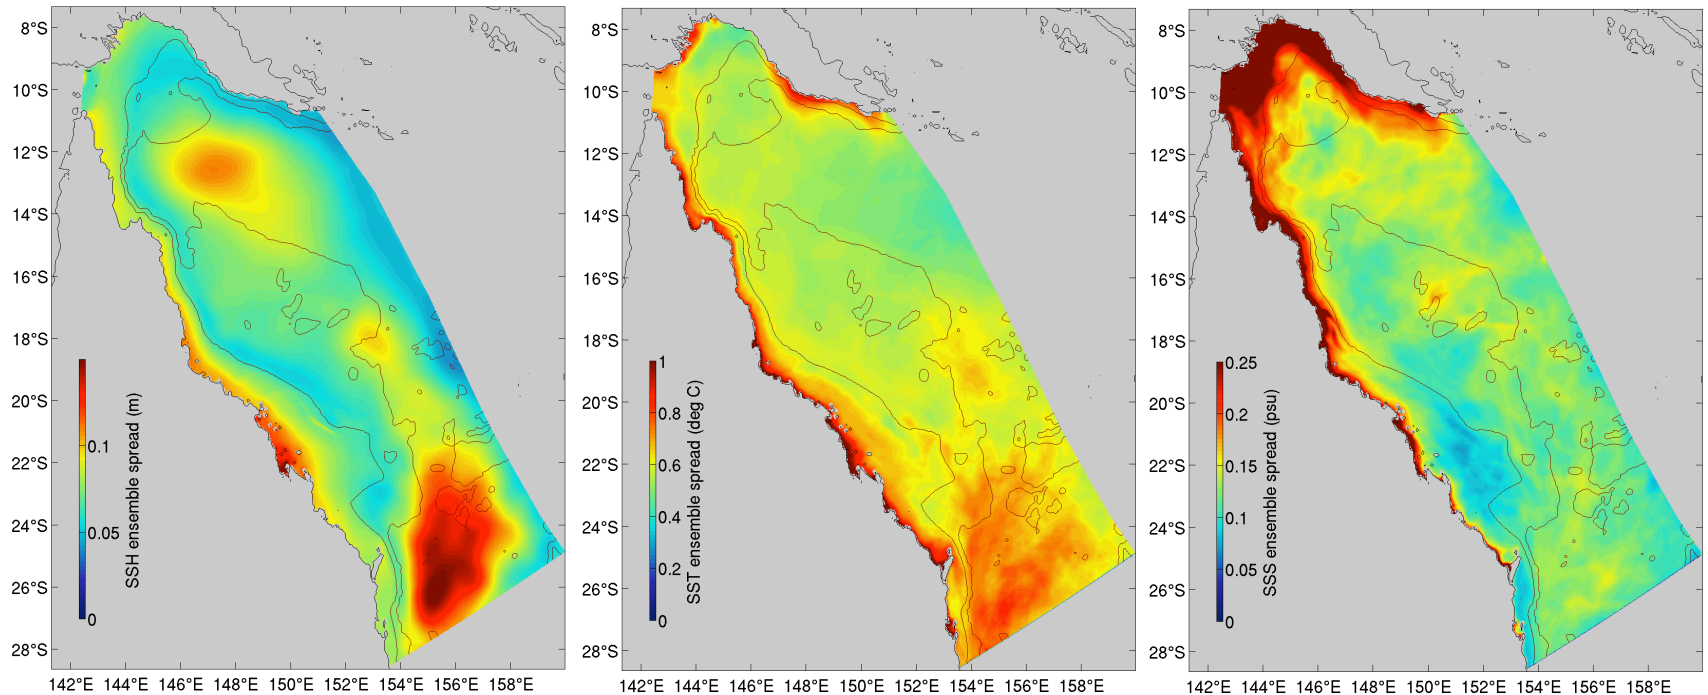 8°S
10°S
12°S
14°S
16°S
18°S
20°S
22°S
24°S
26°S
28°S
142°E 144°E 146°E 148°E 150°E 152°E 154°E 156°E 158°E
0.1
0.05
0
SSH ensemble spread (m)
8°S
10°S
12°S
14°S
16°S
18°S
20°S
22°S
24°S
26°S
28°S
142°E 144°E 146°E 148°E 150°E 152°E 154°E 156°E 158°E
1
0.8
0.6
0.4
0.2
0
SST ensemble spread (deg C)
8°S
10°S
12°S
14°S
16°S
18°S
20°S
22°S
24°S
26°S
28°S
142°E 144°E 146°E 148°E 150°E 152°E 154°E 156°E 158°E
0.25
0.2
0.15
0.1
0.05
0
SSS ensemble spread (psu)